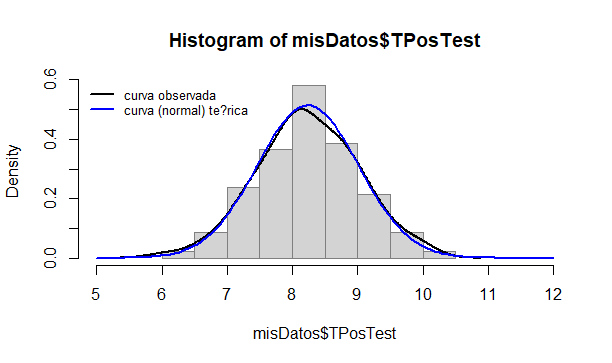 Histogram of misDatos$TPosTest
curva observada
curva (normal) te?rica
Density
0.0 0.2 0.4 0.6
5 6 7 8 9 10 11 12
misDatos$TPosTest